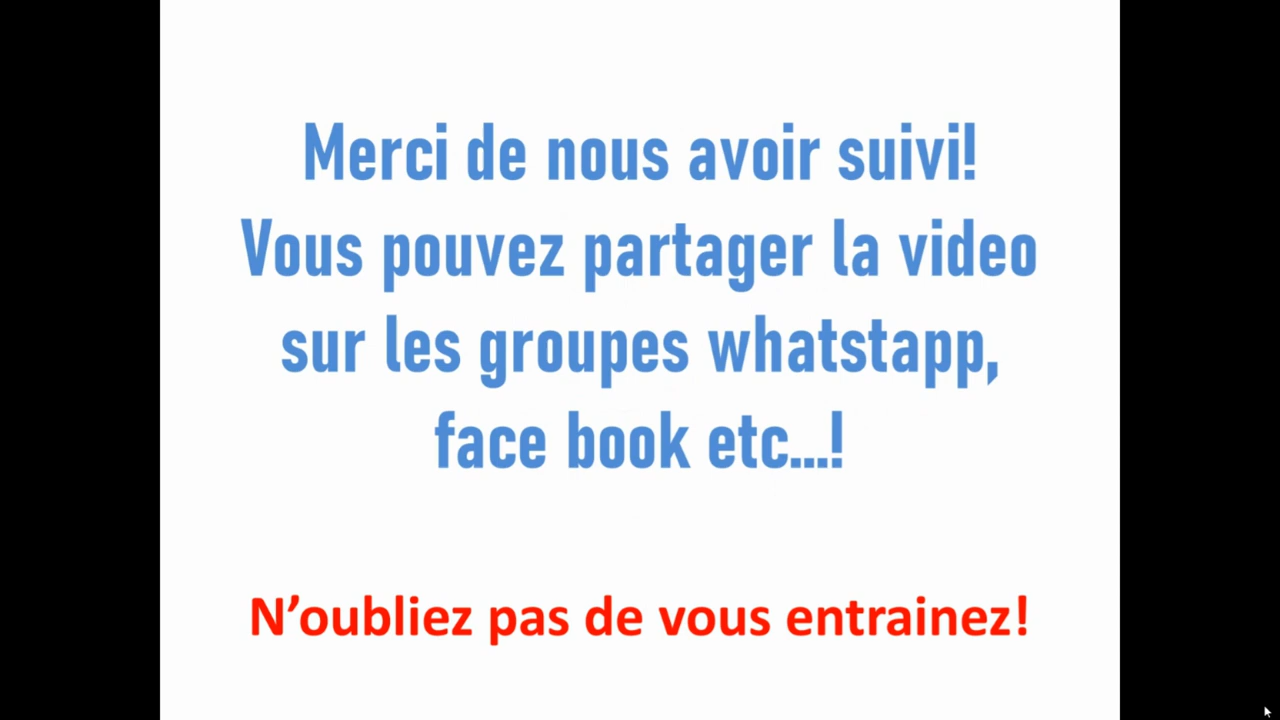 Merci de nous avoir suivi!
Vous pouvez partager la video
sur les groupes whatstapp,
face book etc...!
N’oubliez pas de vous entrainez!